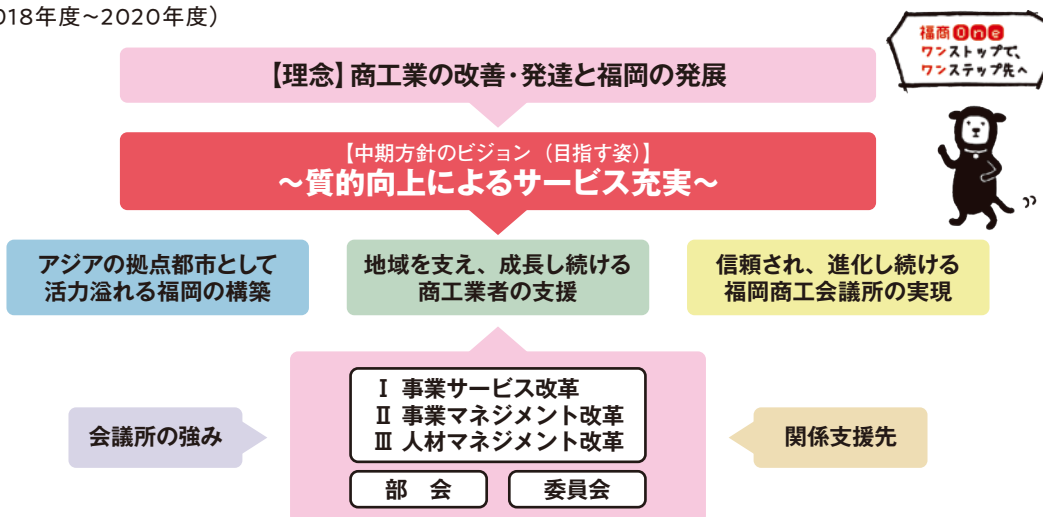 018年度~2020年度)
福商One
ワンストップで、
ワンステップ先へ
【理念】商工業の改善・発達と福岡の発展
【中期方針のビジョン(目指す姿)】
~質的向上によるサービス充実~
アジアの拠点都市として
活力溢れる福岡の構築
地域を支え、成長し続ける
商工業者の支援
信頼され、進化し続ける
福岡商工会議所の実現
会議所の強み
Ⅰ 事業サービス改革
Ⅱ 事業マネジメント改革
Ⅲ 人材マネジメント改革
部 会
委員会
関係支援先